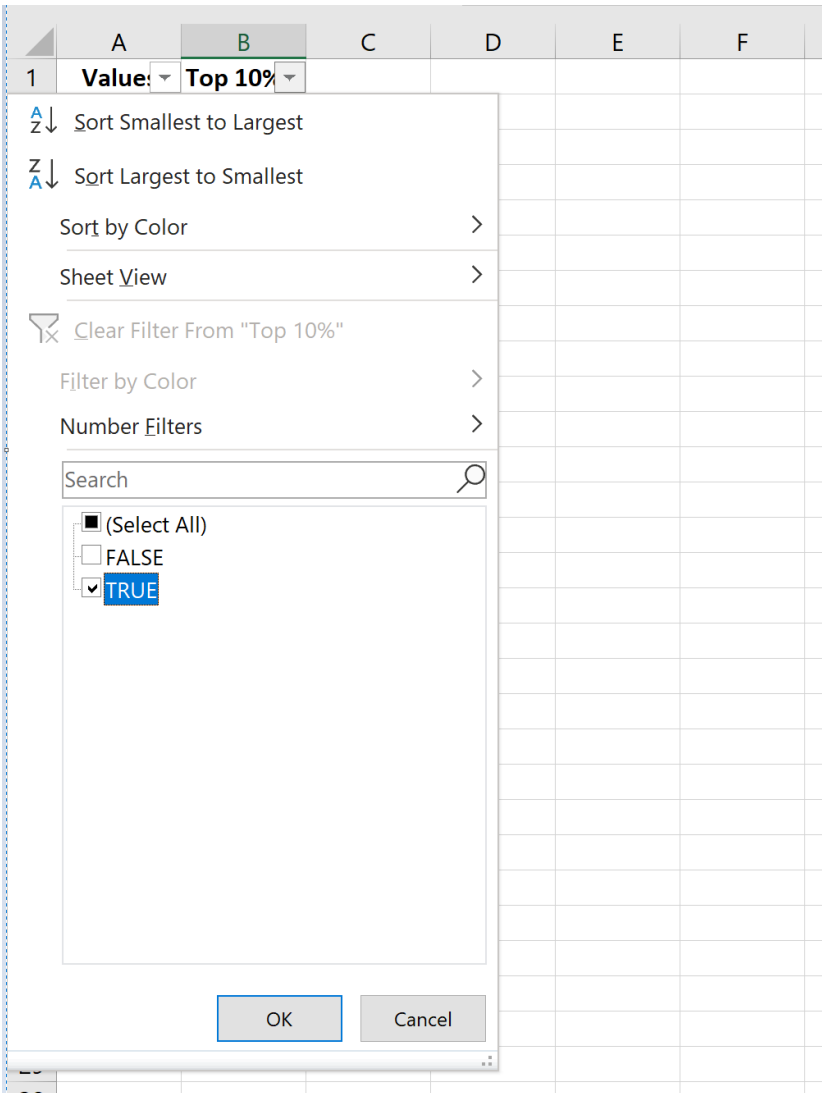 A B C D E F
1 Values Top 10%
Sort Smallest to Largest
Sort Largest to Smallest
Sort by Color
Sheet View
Clear Filter From "Top 10%"
Filter by Color
Number Filters
Search
(Select All)
FALSE
TRUE
OK Cancel